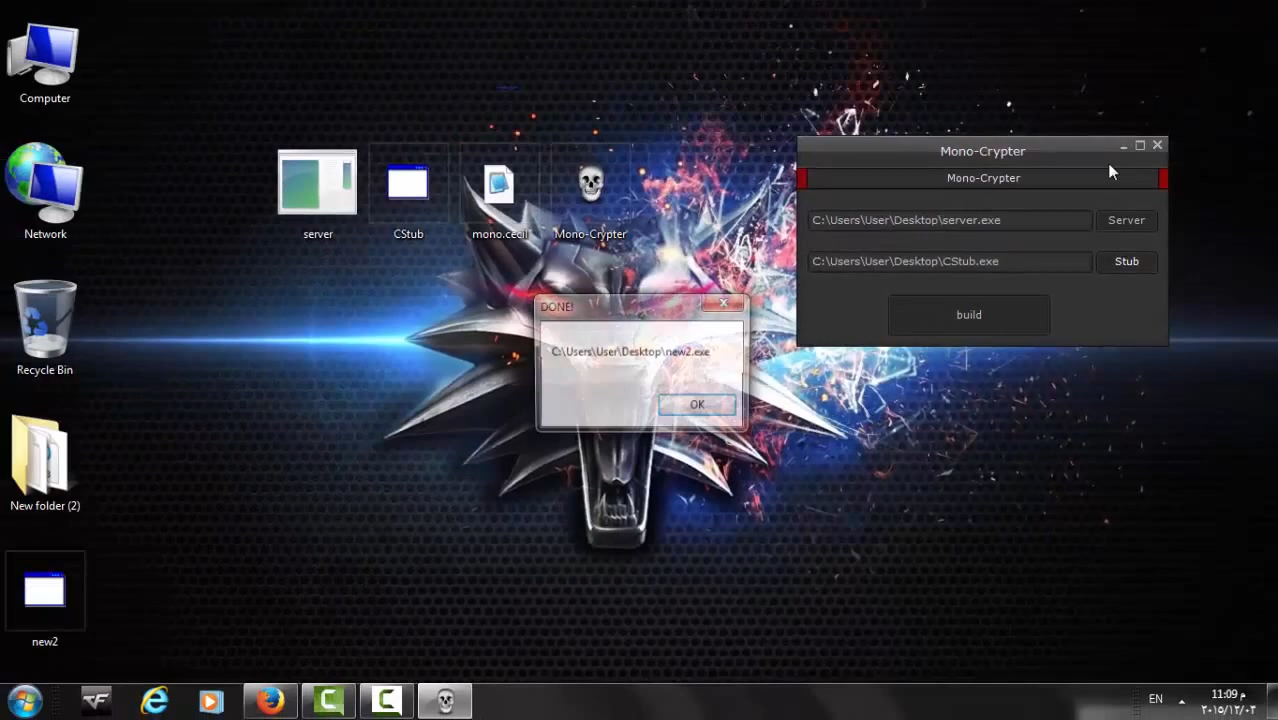 Computer
Network
Recycle Bin
New folder (2)
new2
server
CStub
mono.cecil
Mono-Crypter
DONE!
C:\Users\User\Desktop\new2.exe
OK
Mono-Crypter
Mono-Crypter
C:\Users\User\Desktop\server.exe
Server
C:\Users\User\Desktop\CStub.exe
Stub
build
EN
11:09 م
٢٠١٥/١٢/٠٢